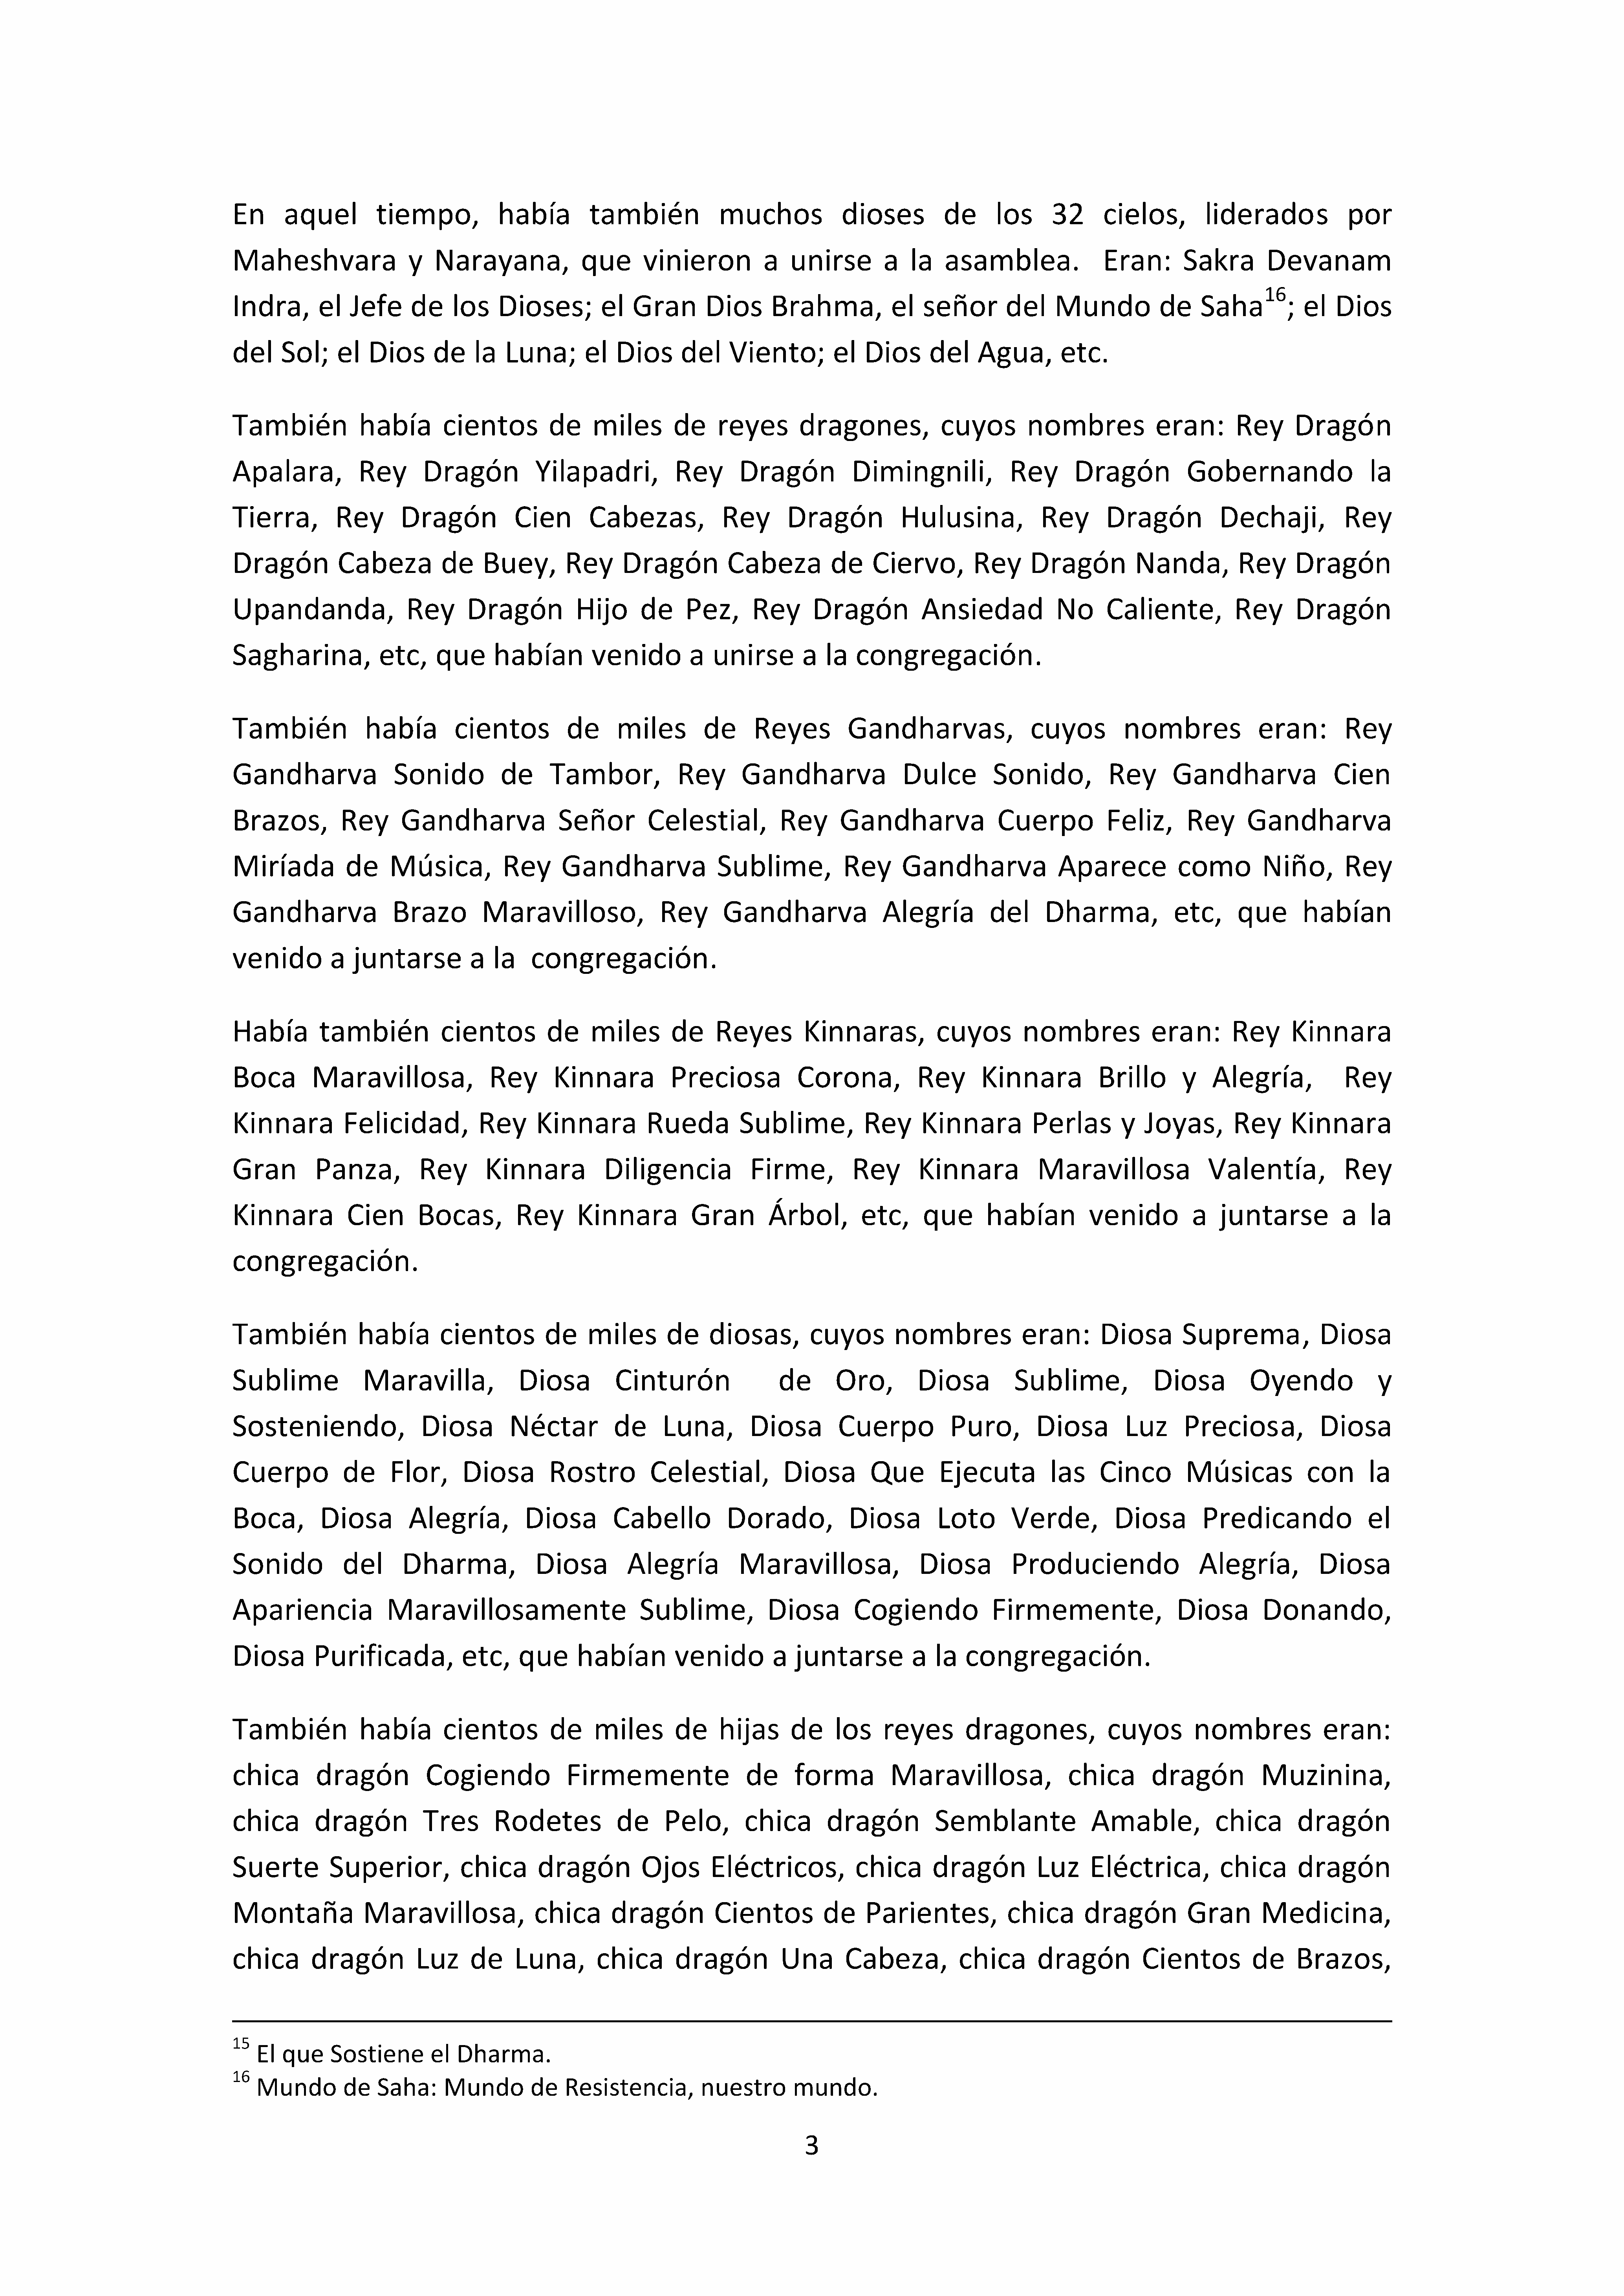 En aquel tiempo, había también muchos dioses de los 32 cielos, liderados por
Maheshvara y Narayana, que vinieron a unirse a la asamblea.  Eran: Sakra Devanam
Indra, el Jefe de los Dioses; el Gran Dios Brahma, el señor del Mundo de Saha16; el Dios
del Sol; el Dios de la Luna; el Dios del Viento; el Dios del Agua, etc.
También había cientos de miles de reyes dragones, cuyos nombres eran: Rey Dragón
Apalara, Rey Dragón Yilapadri, Rey Dragón Dimingnili, Rey Dragón Gobernando la
Tierra, Rey Dragón Cien Cabezas, Rey Dragón Hulusina, Rey Dragón Dechaji, Rey
Dragón Cabeza de Buey, Rey Dragón Cabeza de Ciervo, Rey Dragón Nanda, Rey Dragón
Upandanda, Rey Dragón Hijo de Pez, Rey Dragón Ansiedad No Caliente, Rey Dragón
Sagharina, etc, que habían venido a unirse a la congregación.
También había cientos de miles de Reyes Gandharvas, cuyos nombres eran: Rey
Gandharva Sonido de Tambor, Rey Gandharva Dulce Sonido, Rey Gandharva Cien
Brazos, Rey Gandharva Señor Celestial, Rey Gandharva Cuerpo Feliz, Rey Gandharva
Miríada de Música, Rey Gandharva Sublime, Rey Gandharva Aparece como Niño, Rey
Gandharva Brazo Maravilloso, Rey Gandharva Alegría del Dharma, etc, que habían
venido a juntarse a la  congregación.
Había también cientos de miles de Reyes Kinnaras, cuyos nombres eran: Rey Kinnara
Boca Maravillosa, Rey Kinnara Preciosa Corona, Rey Kinnara Brillo y Alegría,  Rey
Kinnara Felicidad, Rey Kinnara Rueda Sublime, Rey Kinnara Perlas y Joyas, Rey Kinnara
Gran Panza, Rey Kinnara Diligencia Firme, Rey Kinnara Maravillosa Valentía, Rey
Kinnara Cien Bocas, Rey Kinnara Gran Árbol, etc, que habían venido a juntarse a la
congregación.
También había cientos de miles de diosas, cuyos nombres eran: Diosa Suprema, Diosa
Sublime Maravilla, Diosa Cinturón  de Oro, Diosa Sublime, Diosa Oyendo y
Sosteniendo, Diosa Néctar de Luna, Diosa Cuerpo Puro, Diosa Luz Preciosa, Diosa
Cuerpo de Flor, Diosa Rostro Celestial, Diosa Que Ejecuta las Cinco Músicas con la
Boca, Diosa Alegría, Diosa Cabello Dorado, Diosa Loto Verde, Diosa Predicando el
Sonido del Dharma, Diosa Alegría Maravillosa, Diosa Produciendo Alegría, Diosa
Apariencia Maravillosamente Sublime, Diosa Cogiendo Firmemente, Diosa Donando,
Diosa Purificada, etc, que habían venido a juntarse a la congregación.
También había cientos de miles de hijas de los reyes dragones, cuyos nombres eran:
chica dragón Cogiendo Firmemente de forma Maravillosa, chica dragón Muzinina,
chica dragón Tres Rodetes de Pelo, chica dragón Semblante Amable, chica dragón
Suerte Superior, chica dragón Ojos Eléctricos, chica dragón Luz Eléctrica, chica dragón
Montaña Maravillosa, chica dragón Cientos de Parientes, chica dragón Gran Medicina,
chica dragón Luz de Luna, chica dragón Una Cabeza, chica dragón Cientos de Brazos,
15 El que Sostiene el Dharma.
16 Mundo de Saha: Mundo de Resistencia, nuestro mundo.
3